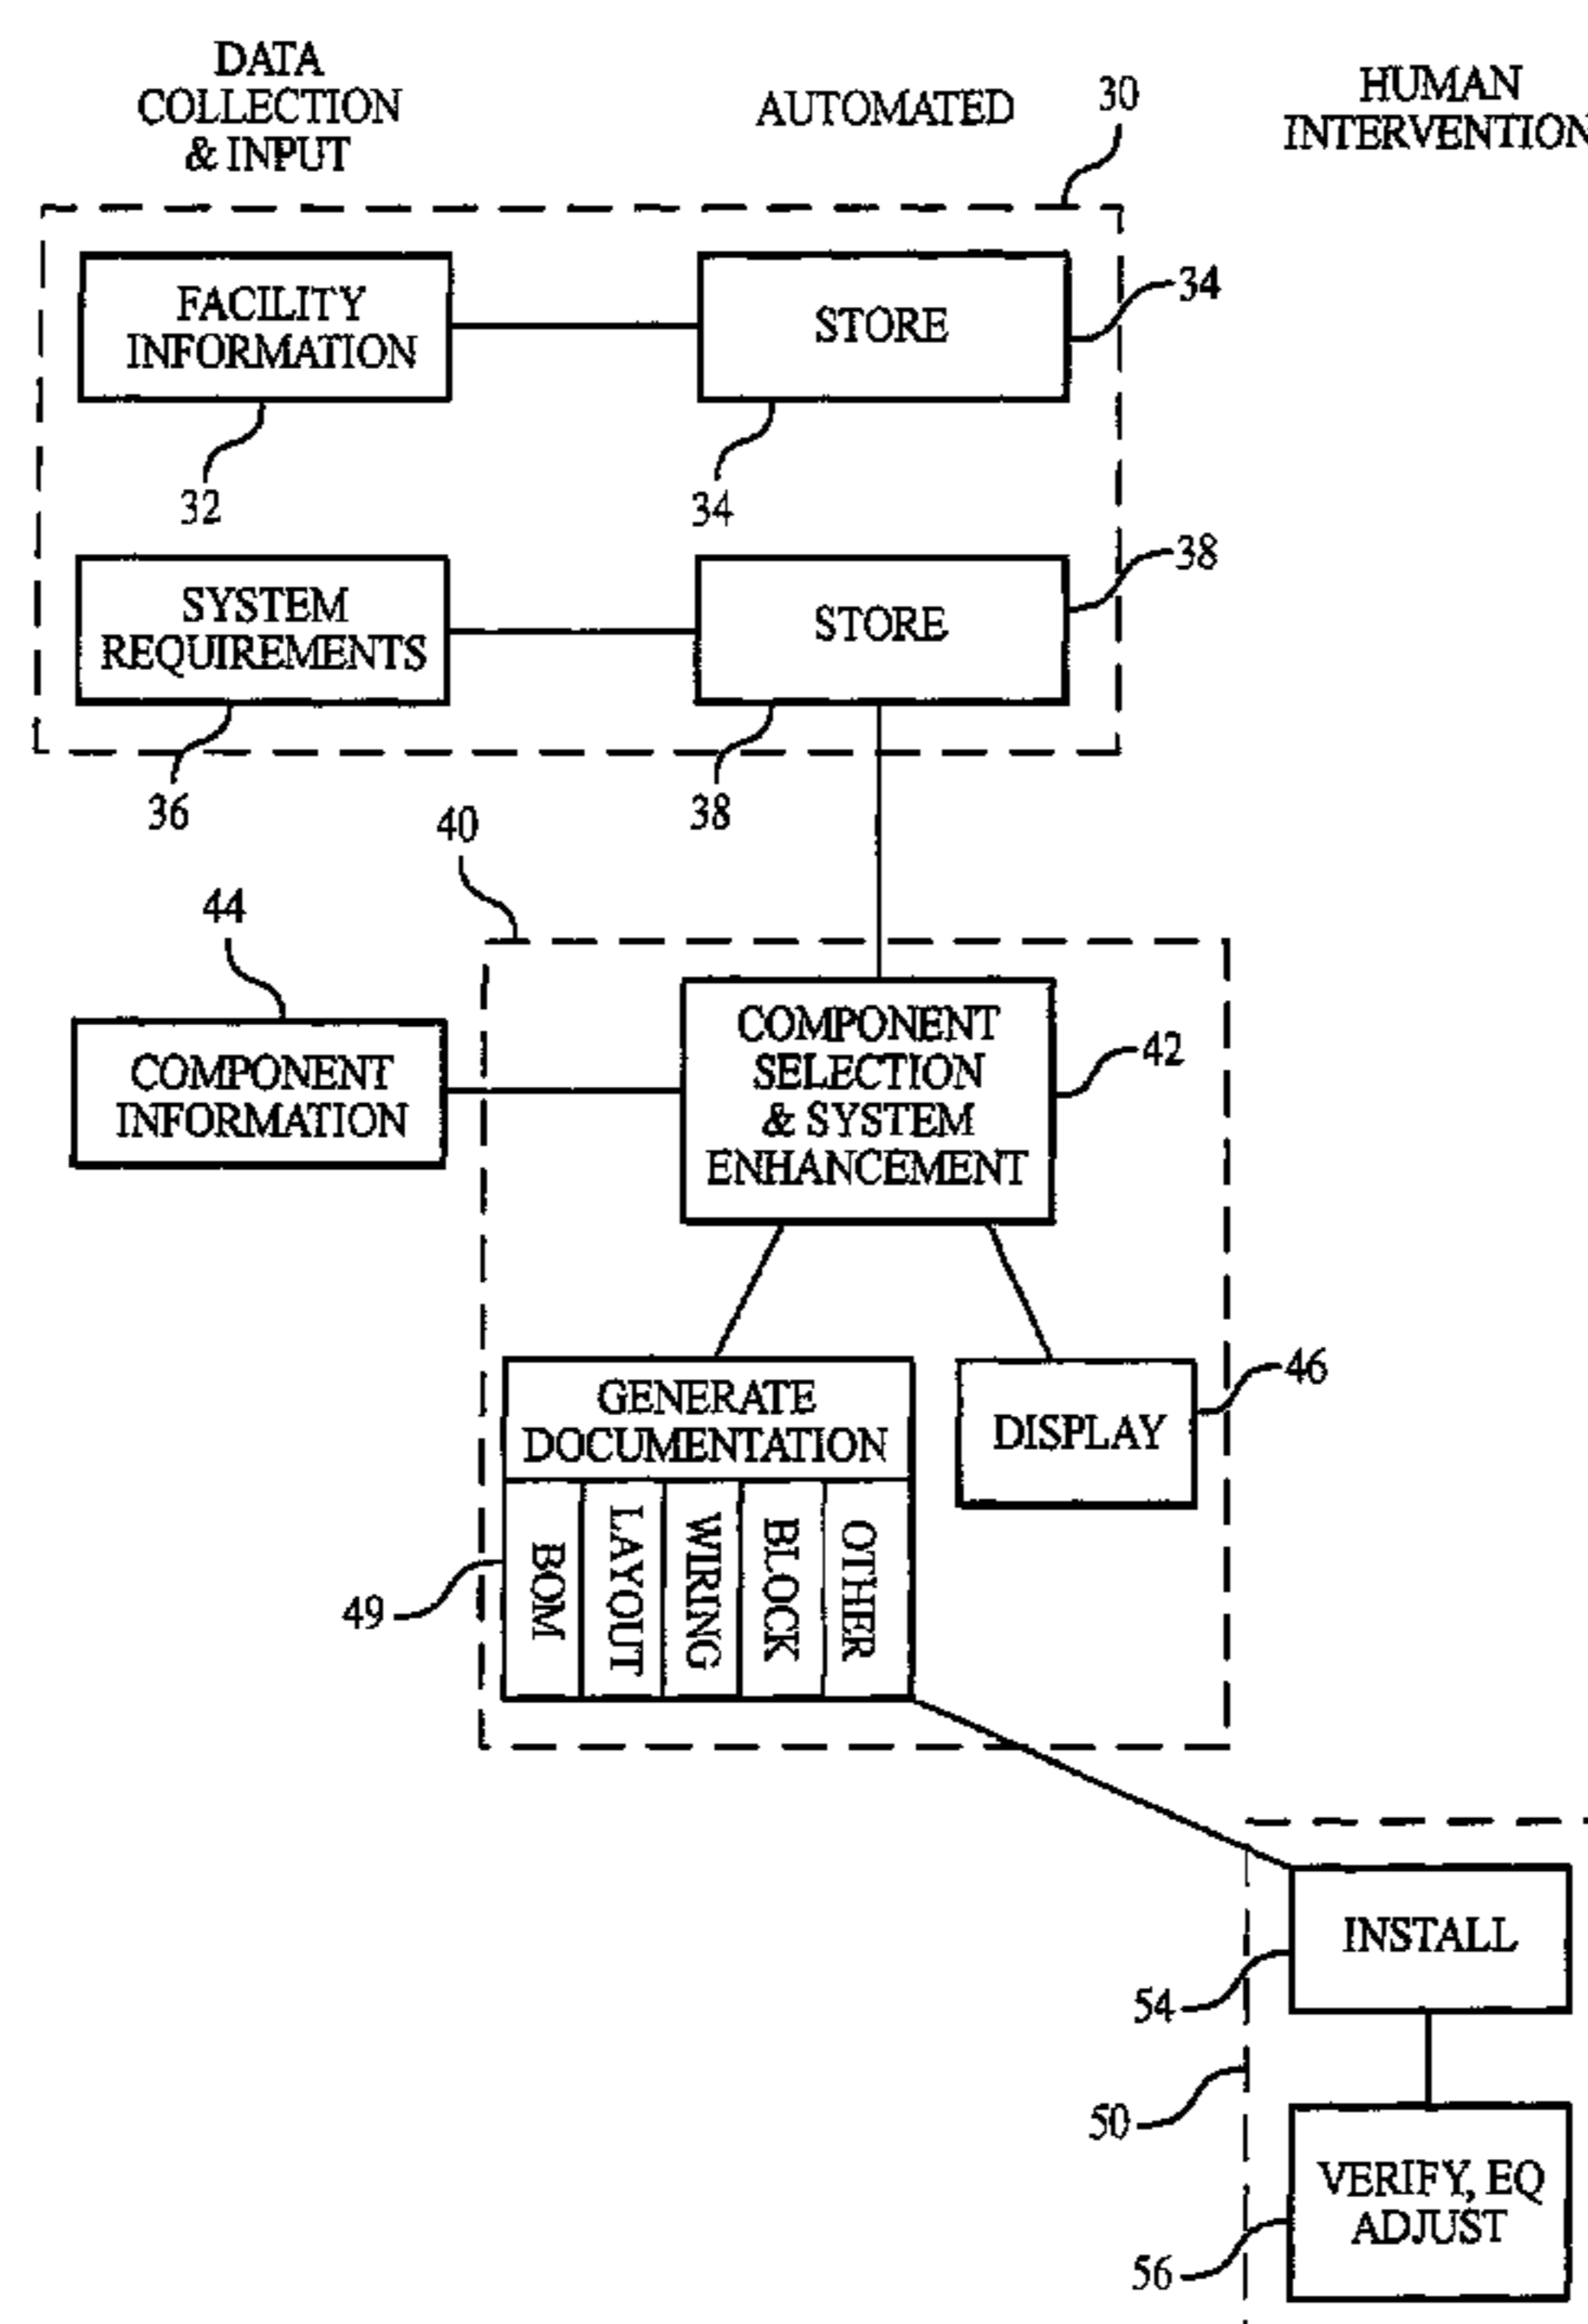 DATA
COLLECTION
& INPUT
AUTOMATED
30
HUMAN
INTERVENTION
FACILITY
INFORMATION
STORE
34
32
34
SYSTEM
REQUIREMENTS
STORE
38
36
38
40
44
COMPONENT
INFORMATION
COMPONENT
SELECTION
& SYSTEM
ENHANCEMENT
42
GENERATE
DOCUMENTATION
DISPLAY
46
BOM
LAYOUT
WIRING
BLOCK
OTHER
49
INSTALL
54
50
VERIFY, EQ
ADJUST
56